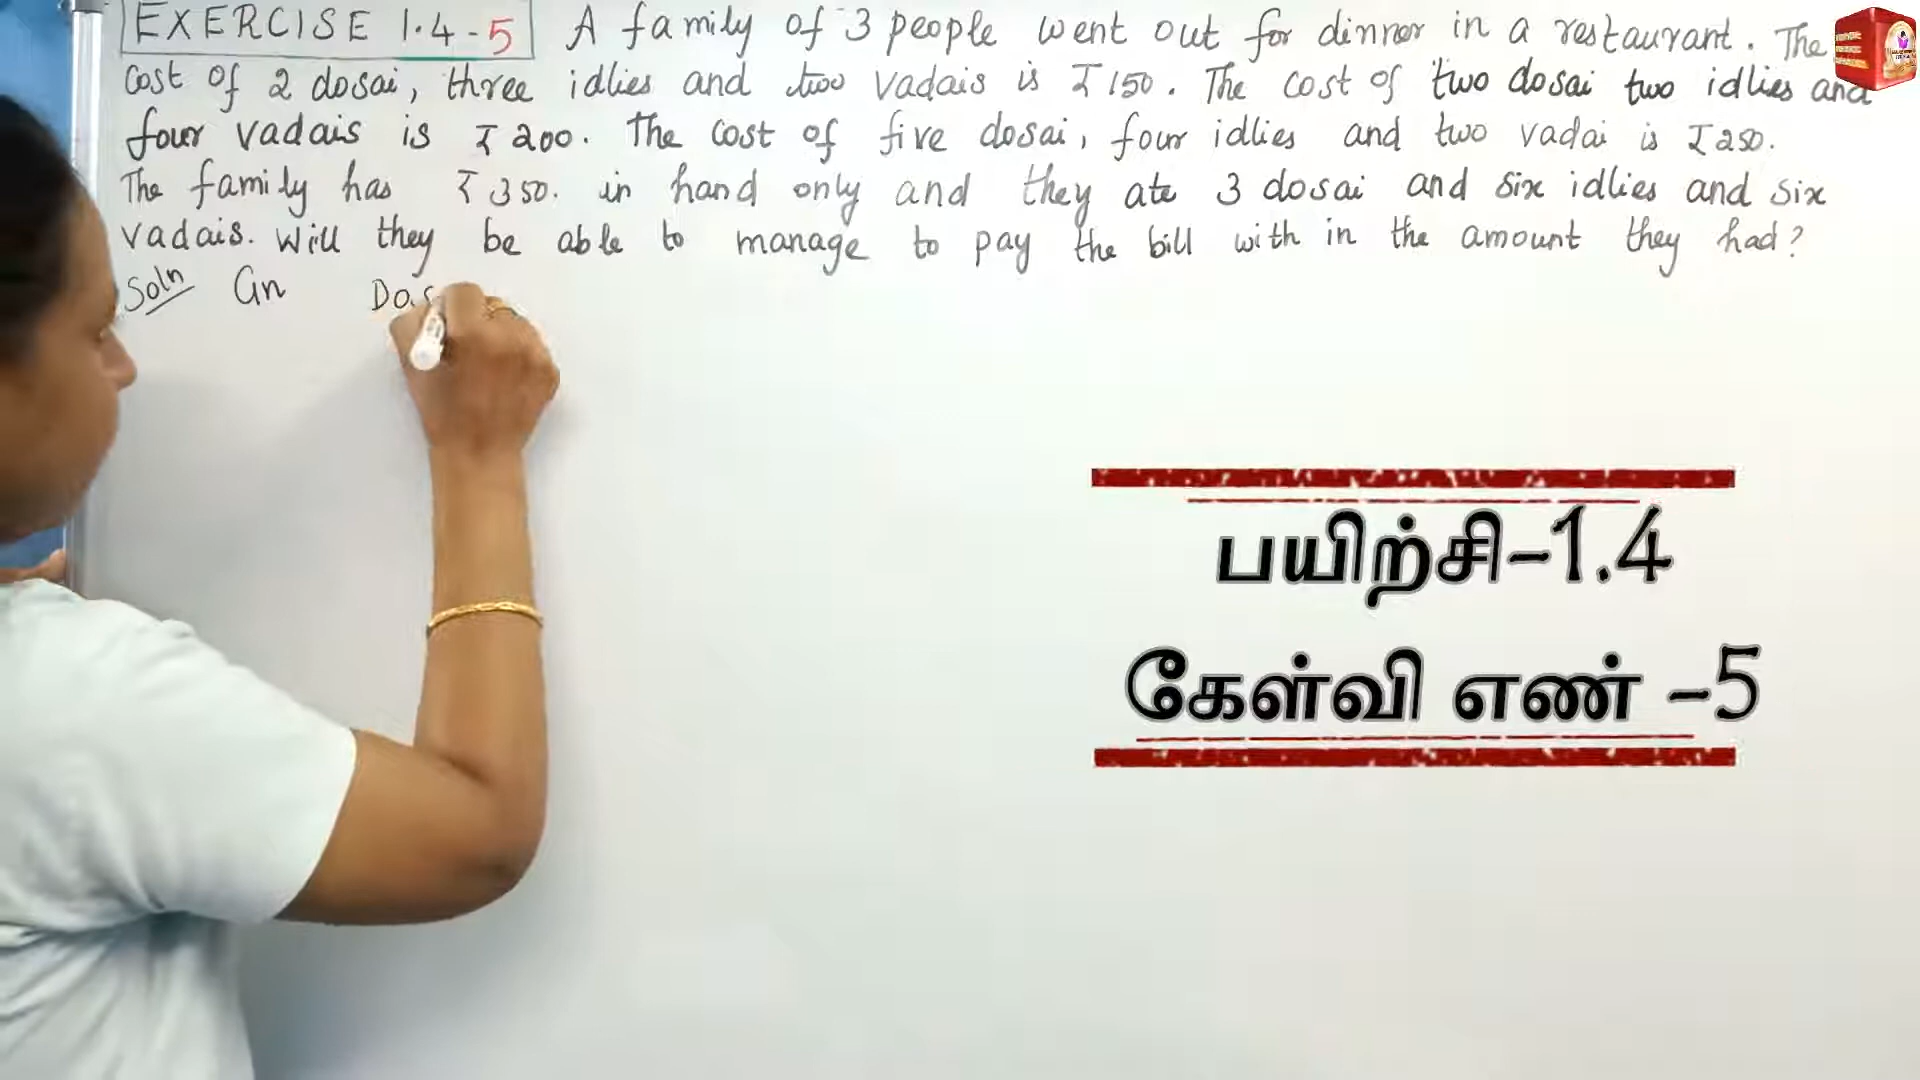 EXERCISE 1.4-5 A family of 3 people went out for dinner in a restaurant. The
cost of 2 dosai, three idlies and two vadais is ₹150. The cost of two dosai two idlies and
four vadais is ₹200. The cost of five dosai, four idlies and two vadai is ₹250.
The family has ₹350. in hand only and they ate 3 dosai and six idlies and six
vadais. Will they be able to manage to pay the bill with in the amount they had?
Soln Gn Dos
பயிற்சி-1.4
கேள்வி எண் -5